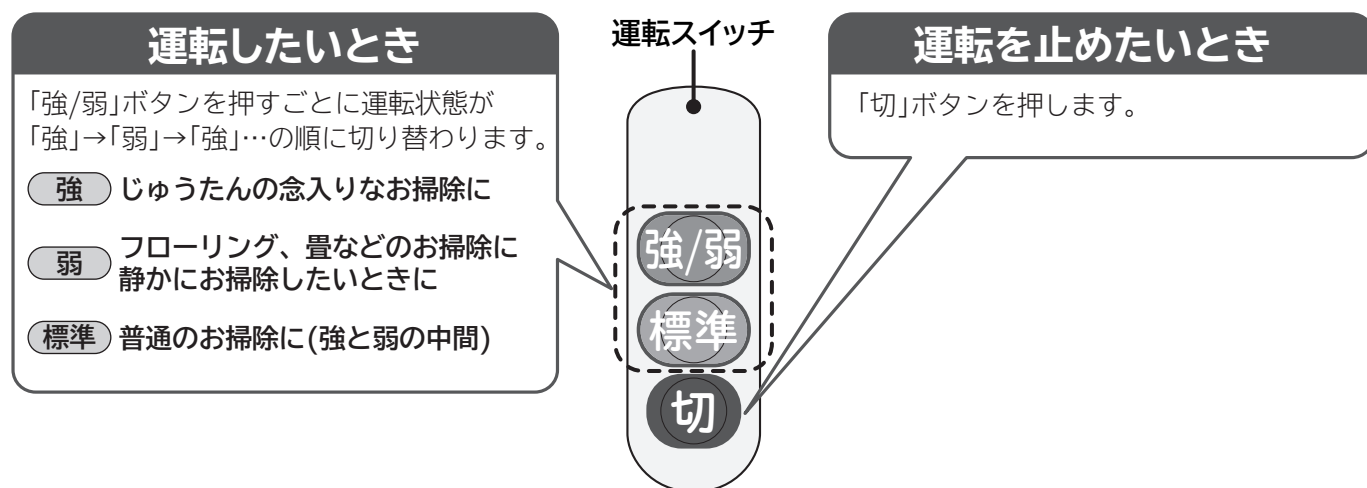 運転したいとき
「強/弱」ボタンを押すごとに運転状態が
「強」→「弱」→「強」…の順に切り替わります。
強 じゅうたんの念入りなお掃除に
弱 フローリング、畳などのお掃除に
静かにお掃除したいときに
標準 普通のお掃除に(強と弱の中間)
運転スイッチ
強/弱
標準
切
運転を止めたいとき
「切」ボタンを押します。